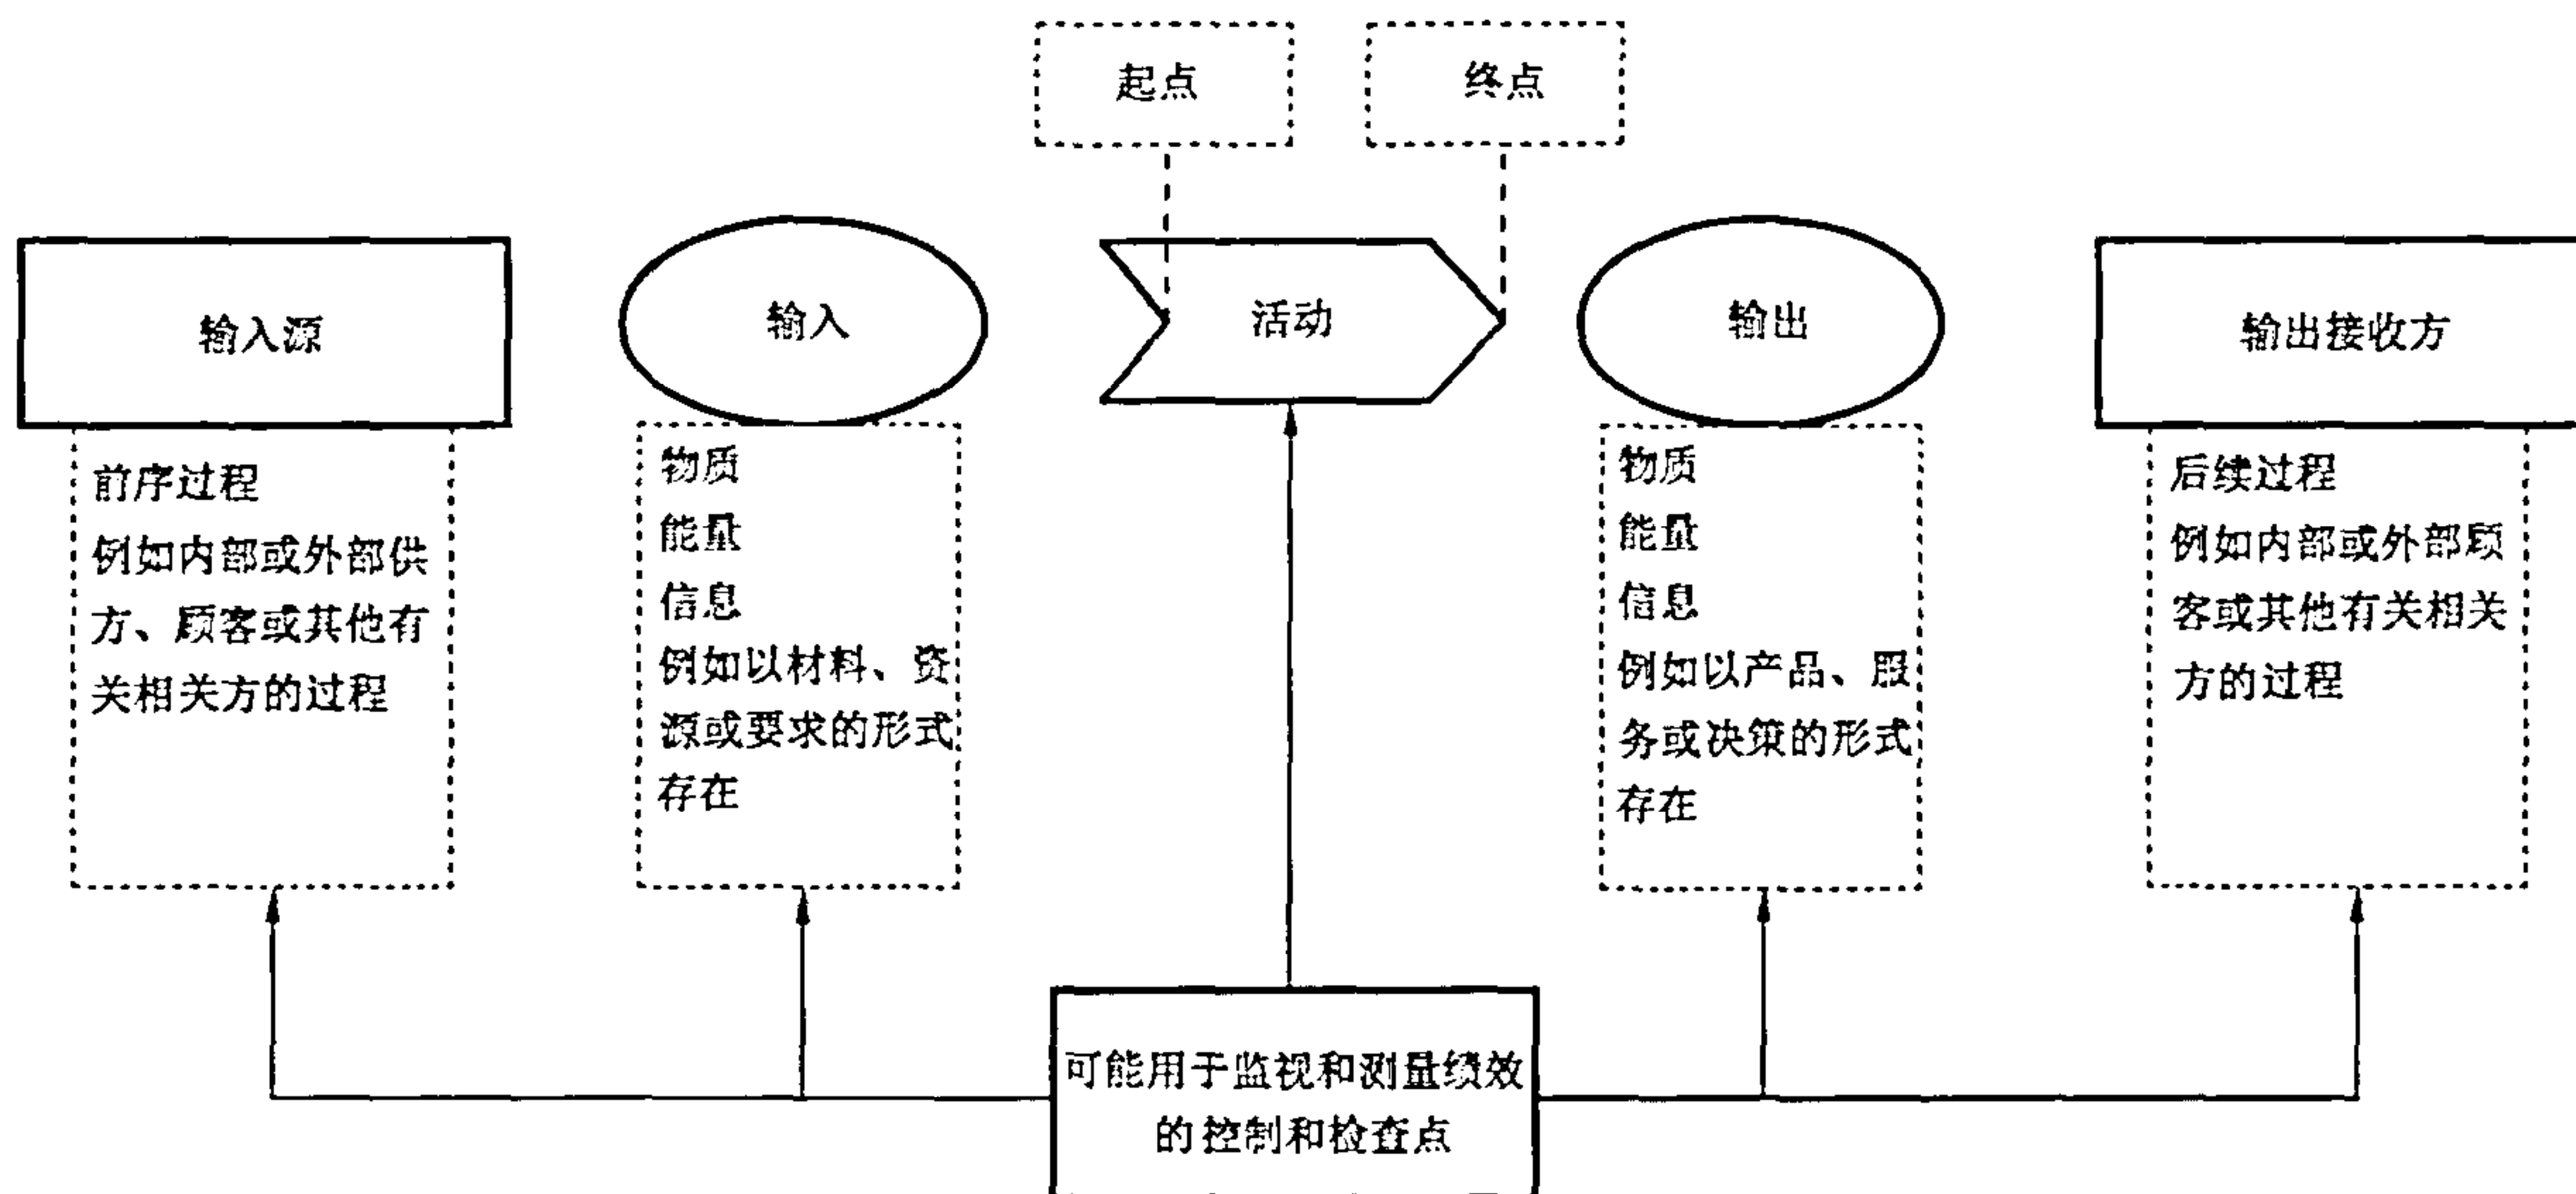 起点
终点
输入源
输入
活动
输出
输出接收方
前序过程
例如内部或外部供
方、顾客或其他有
关相关方的过程
物质
能量
信息
例如以材料、资
源或要求的形式
存在
物质
能量
信息
例如以产品、服
务或决策的形式
存在
后续过程
例如内部或外部顾
客或其他有关相关
方的过程
可能用于监视和测量绩效
的控制和检查点